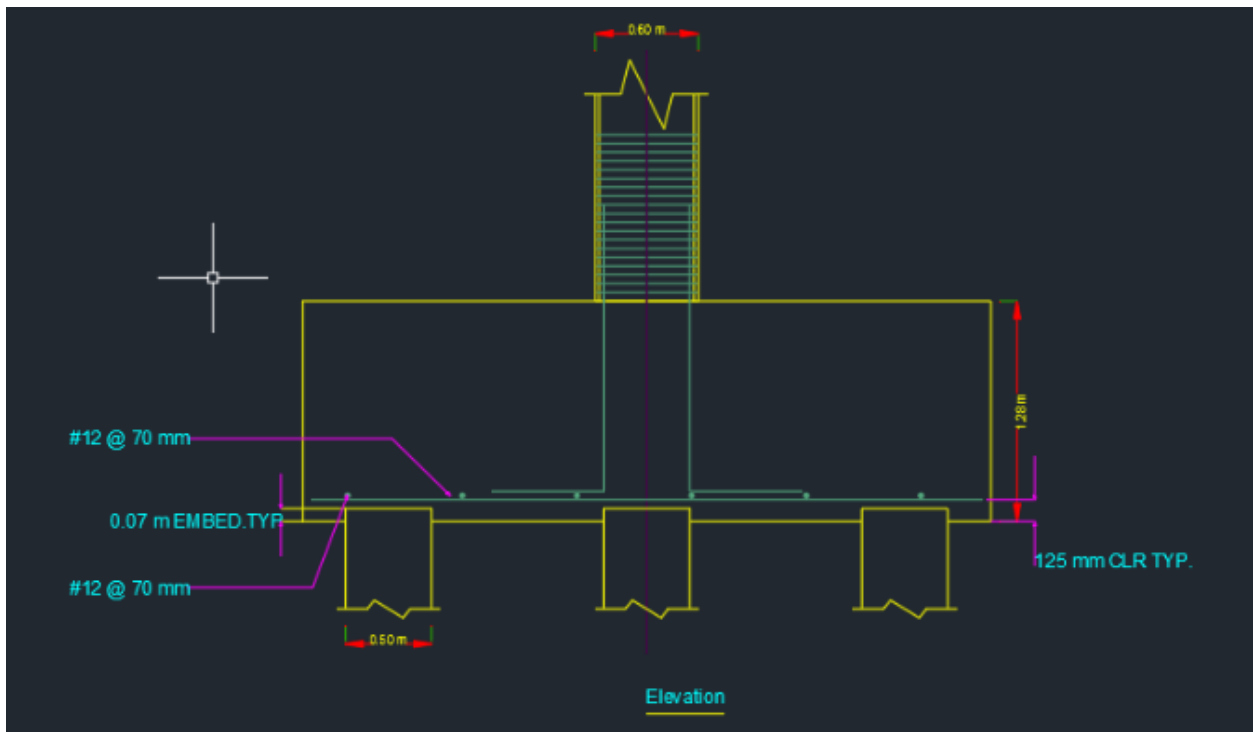 0.60 m
1.28 m
#12 @ 70 mm
0.07 m EMBED.TYP
#12 @ 70 mm
125 mm CLR TYP.
0.50 m
Elevation